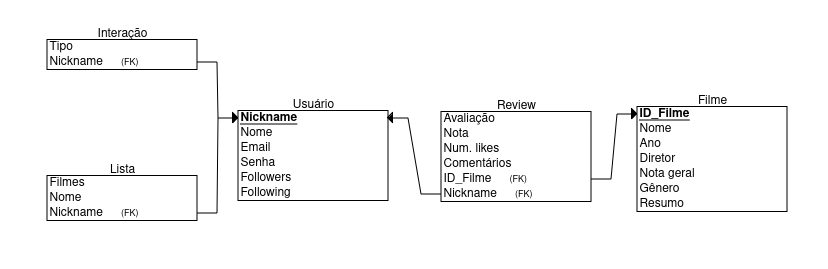 Interação
Tipo
Nickname (FK)
Lista
Filmes
Nome
Nickname (FK)
Usuário
Nickname
Nome
Email
Senha
Followers
Following
Review
Avaliação
Nota
Num. likes
Comentários
ID_Filme (FK)
Nickname (FK)
Filme
ID_Filme
Nome
Ano
Diretor
Nota geral
Gênero
Resumo